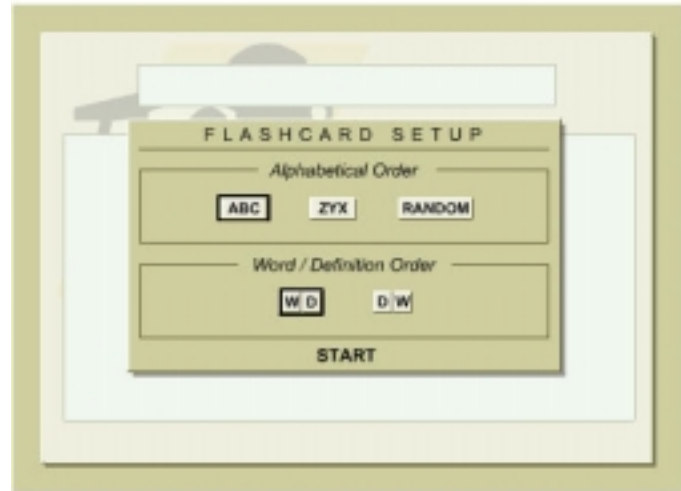 FLASHCARD SETUP
Alphabetical Order
ABC ZYX RANDOM
Word / Definition Order
W D D W
START